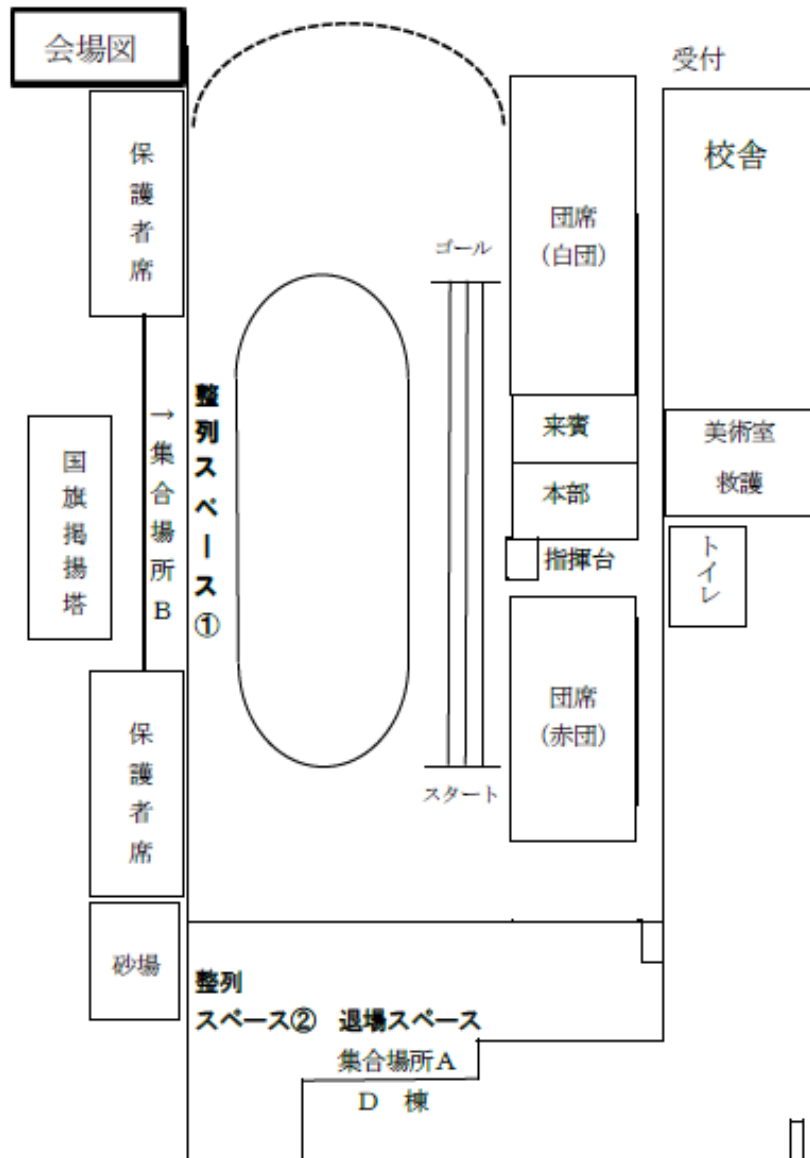 会場図
受付
校舎
保護者席
団席
(白団)
ゴール
整列スペース①
→集合場所B
国旗掲揚塔
来賓
本部
指揮台
美術室
救護
トイレ
団席
(赤団)
スタート
保護者席
砂場
整列
スペース② 退場スペース
集合場所A
D 棟